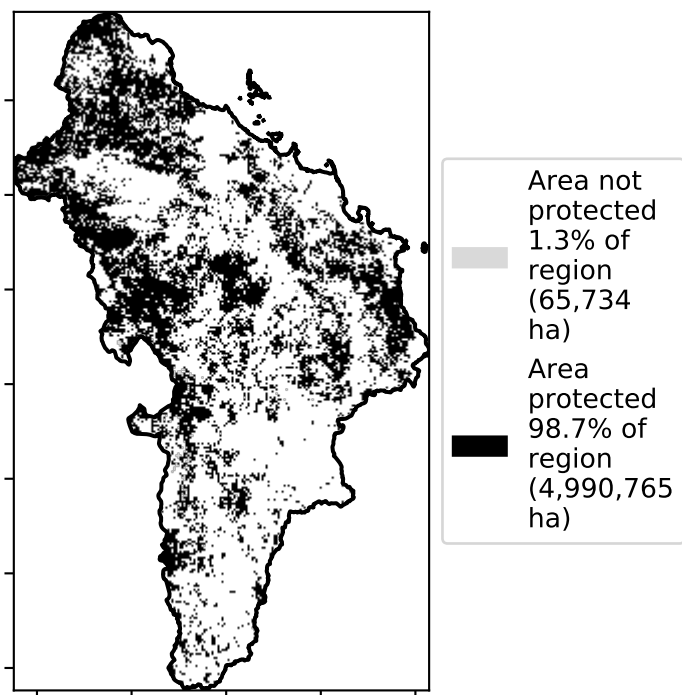 Area not
protected
1.3% of
region
(65,734
ha)
Area
protected
98.7% of
region
(4,990,765
ha)